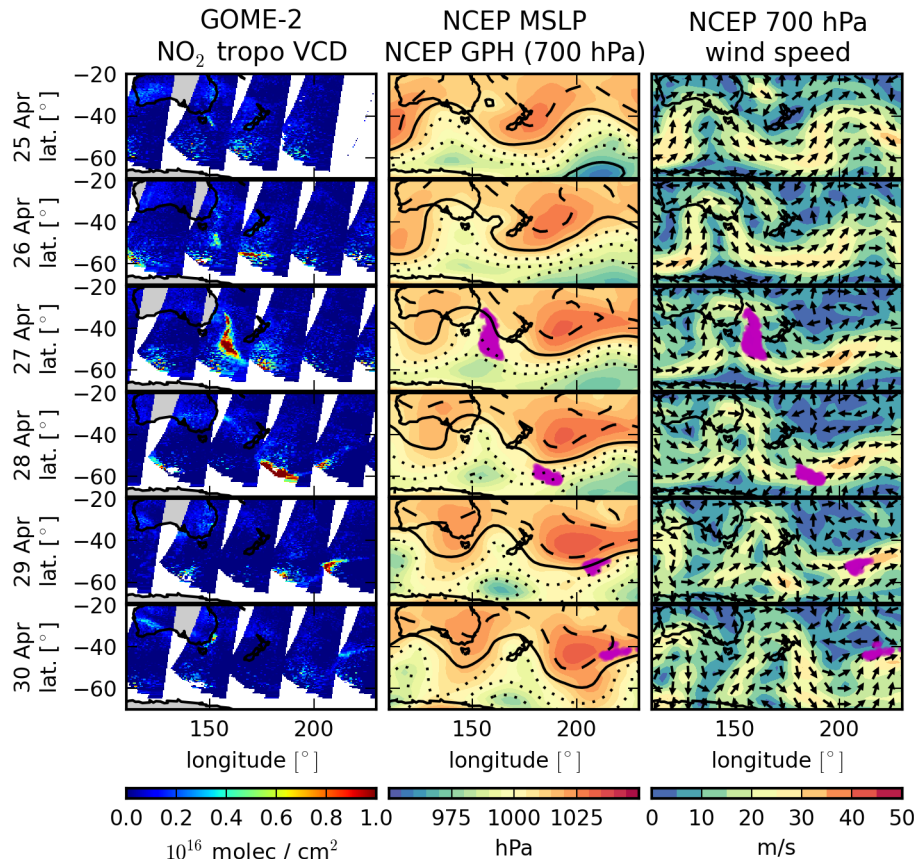 GOME-2
NO₂ tropo VCD
NCEP MSLP
NCEP GPH (700 hPa)
NCEP 700 hPa
wind speed
25 Apr
lat. [°]
−20
−40
−60
26 Apr
lat. [°]
−20
−40
−60
27 Apr
lat. [°]
−20
−40
−60
28 Apr
lat. [°]
−20
−40
−60
29 Apr
lat. [°]
−20
−40
−60
30 Apr
lat. [°]
−20
−40
−60
150 200
150 200
150 200
longitude [°]
longitude [°]
longitude [°]
0.0 0.2 0.4 0.6 0.8 1.0
10¹⁶ molec / cm²
975 1000 1025
hPa
0 10 20 30 40 50
m/s